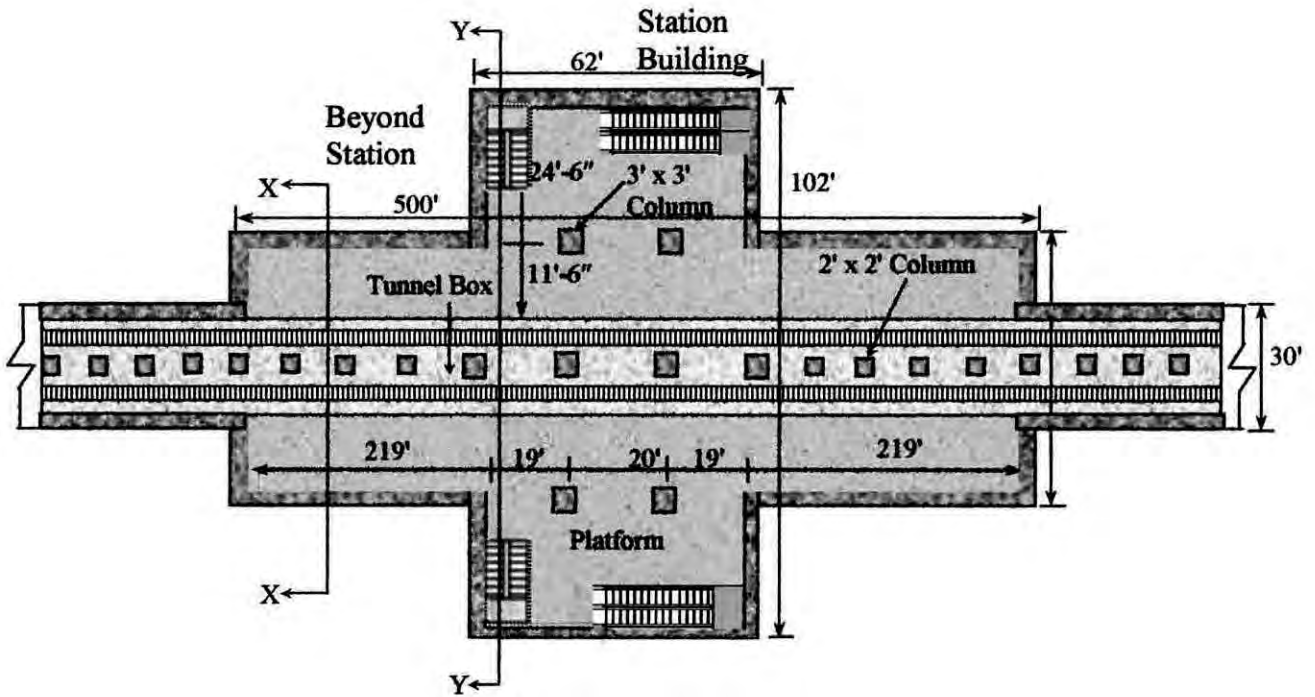 Y
Station
Building
62'
Beyond
Station
X
24'-6"
3' x 3'
Column
102'
500'
11'-6"
Tunnel Box
2' x 2' Column
30'
219'
19'
20'
19'
219'
Platform
X
Y